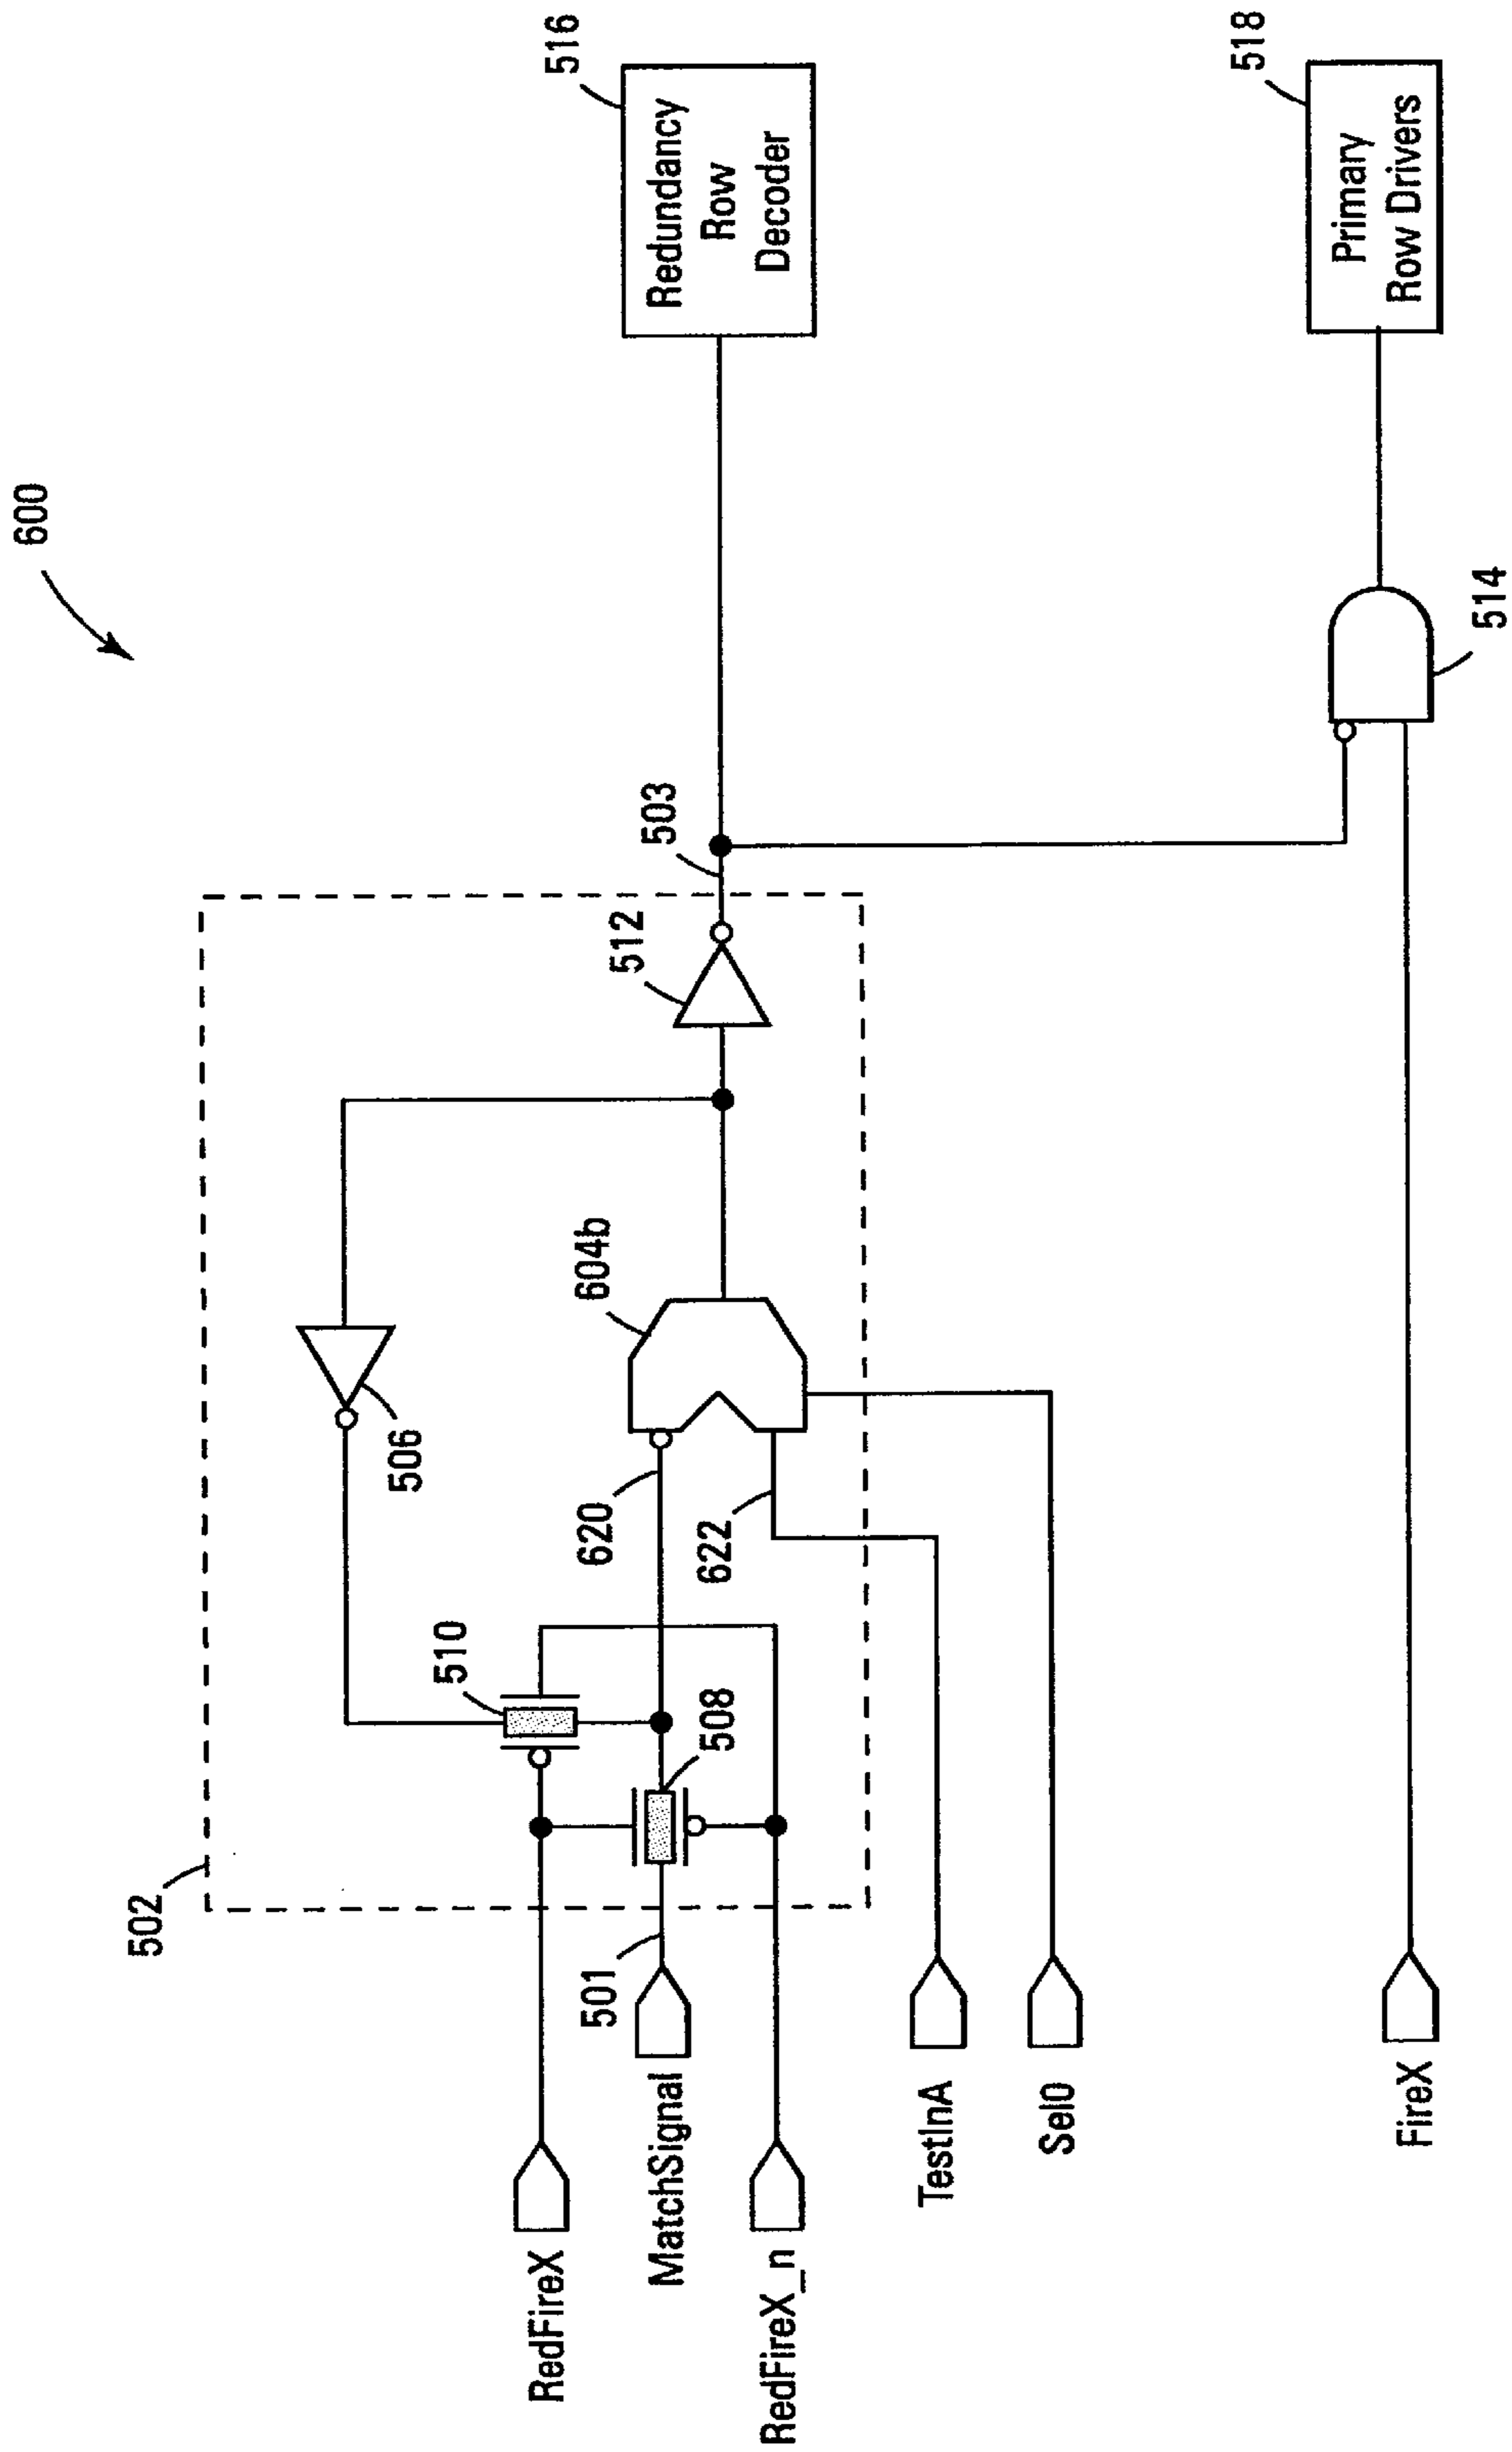 600
502
510
506
604b
512
503
516
Redundancy
Row
Decoder
RedFireX
MatchSignal
501
508
620
622
RedFireX_n
TestInA
Sel0
FireX
514
518
Primary
Row Drivers